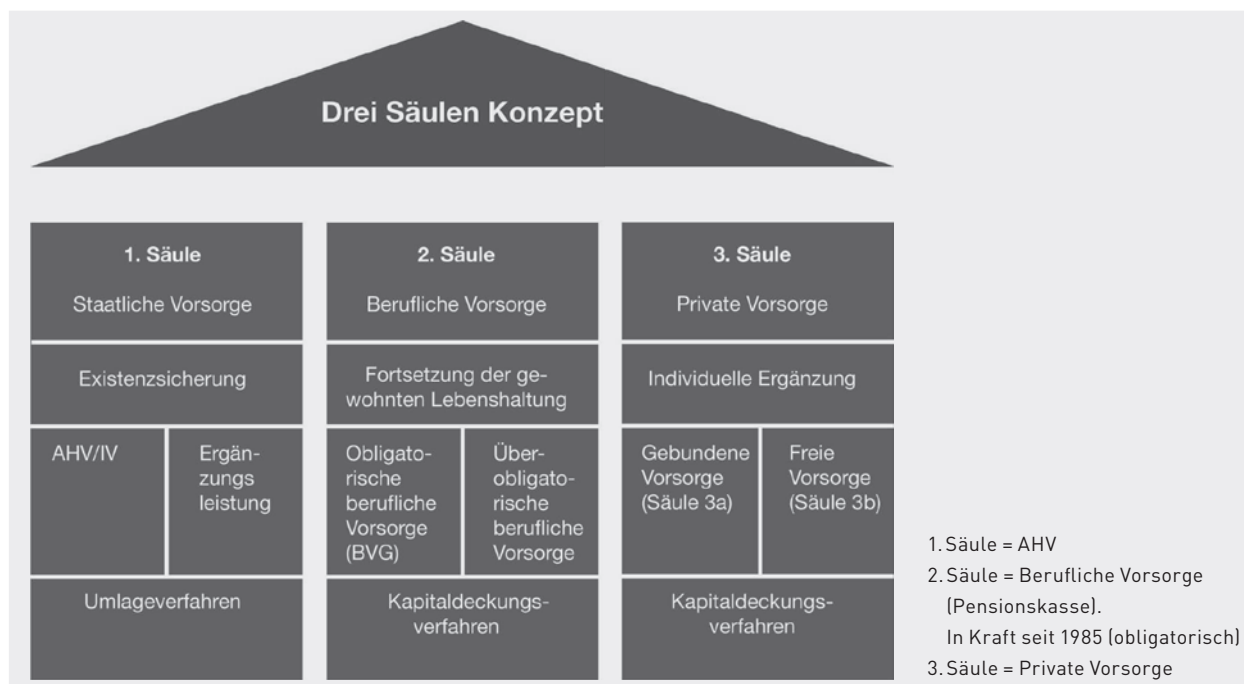 Drei Säulen Konzept
1. Säule
Staatliche Vorsorge
Existenzsicherung
AHV/IV
Ergän-
zungs
leistung
Umlageverfahren
2. Säule
Berufliche Vorsorge
Fortsetzung der ge-
wohnten Lebenshaltung
Obligato-
rische
berufliche
Vorsorge
(BVG)
Über-
obligato-
rische
berufliche
Vorsorge
Kapitaldeckungs-
verfahren
3. Säule
Private Vorsorge
Individuelle Ergänzung
Gebundene
Vorsorge
(Säule 3a)
Freie
Vorsorge
(Säule 3b)
Kapitaldeckungs-
verfahren
1. Säule = AHV
2. Säule = Berufliche Vorsorge
(Pensionskasse).
In Kraft seit 1985 (obligatorisch)
3. Säule = Private Vorsorge